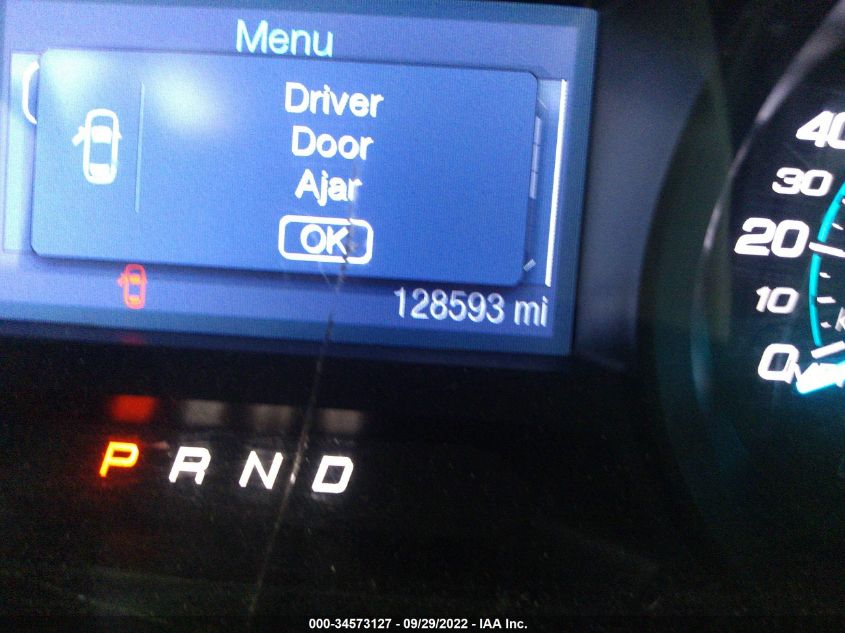 Menu
Driver
Door
Ajar
OK
128593 mi
P R N D
40
30
20
10
0
000-34573127 - 09/29/2022 - IAA Inc.